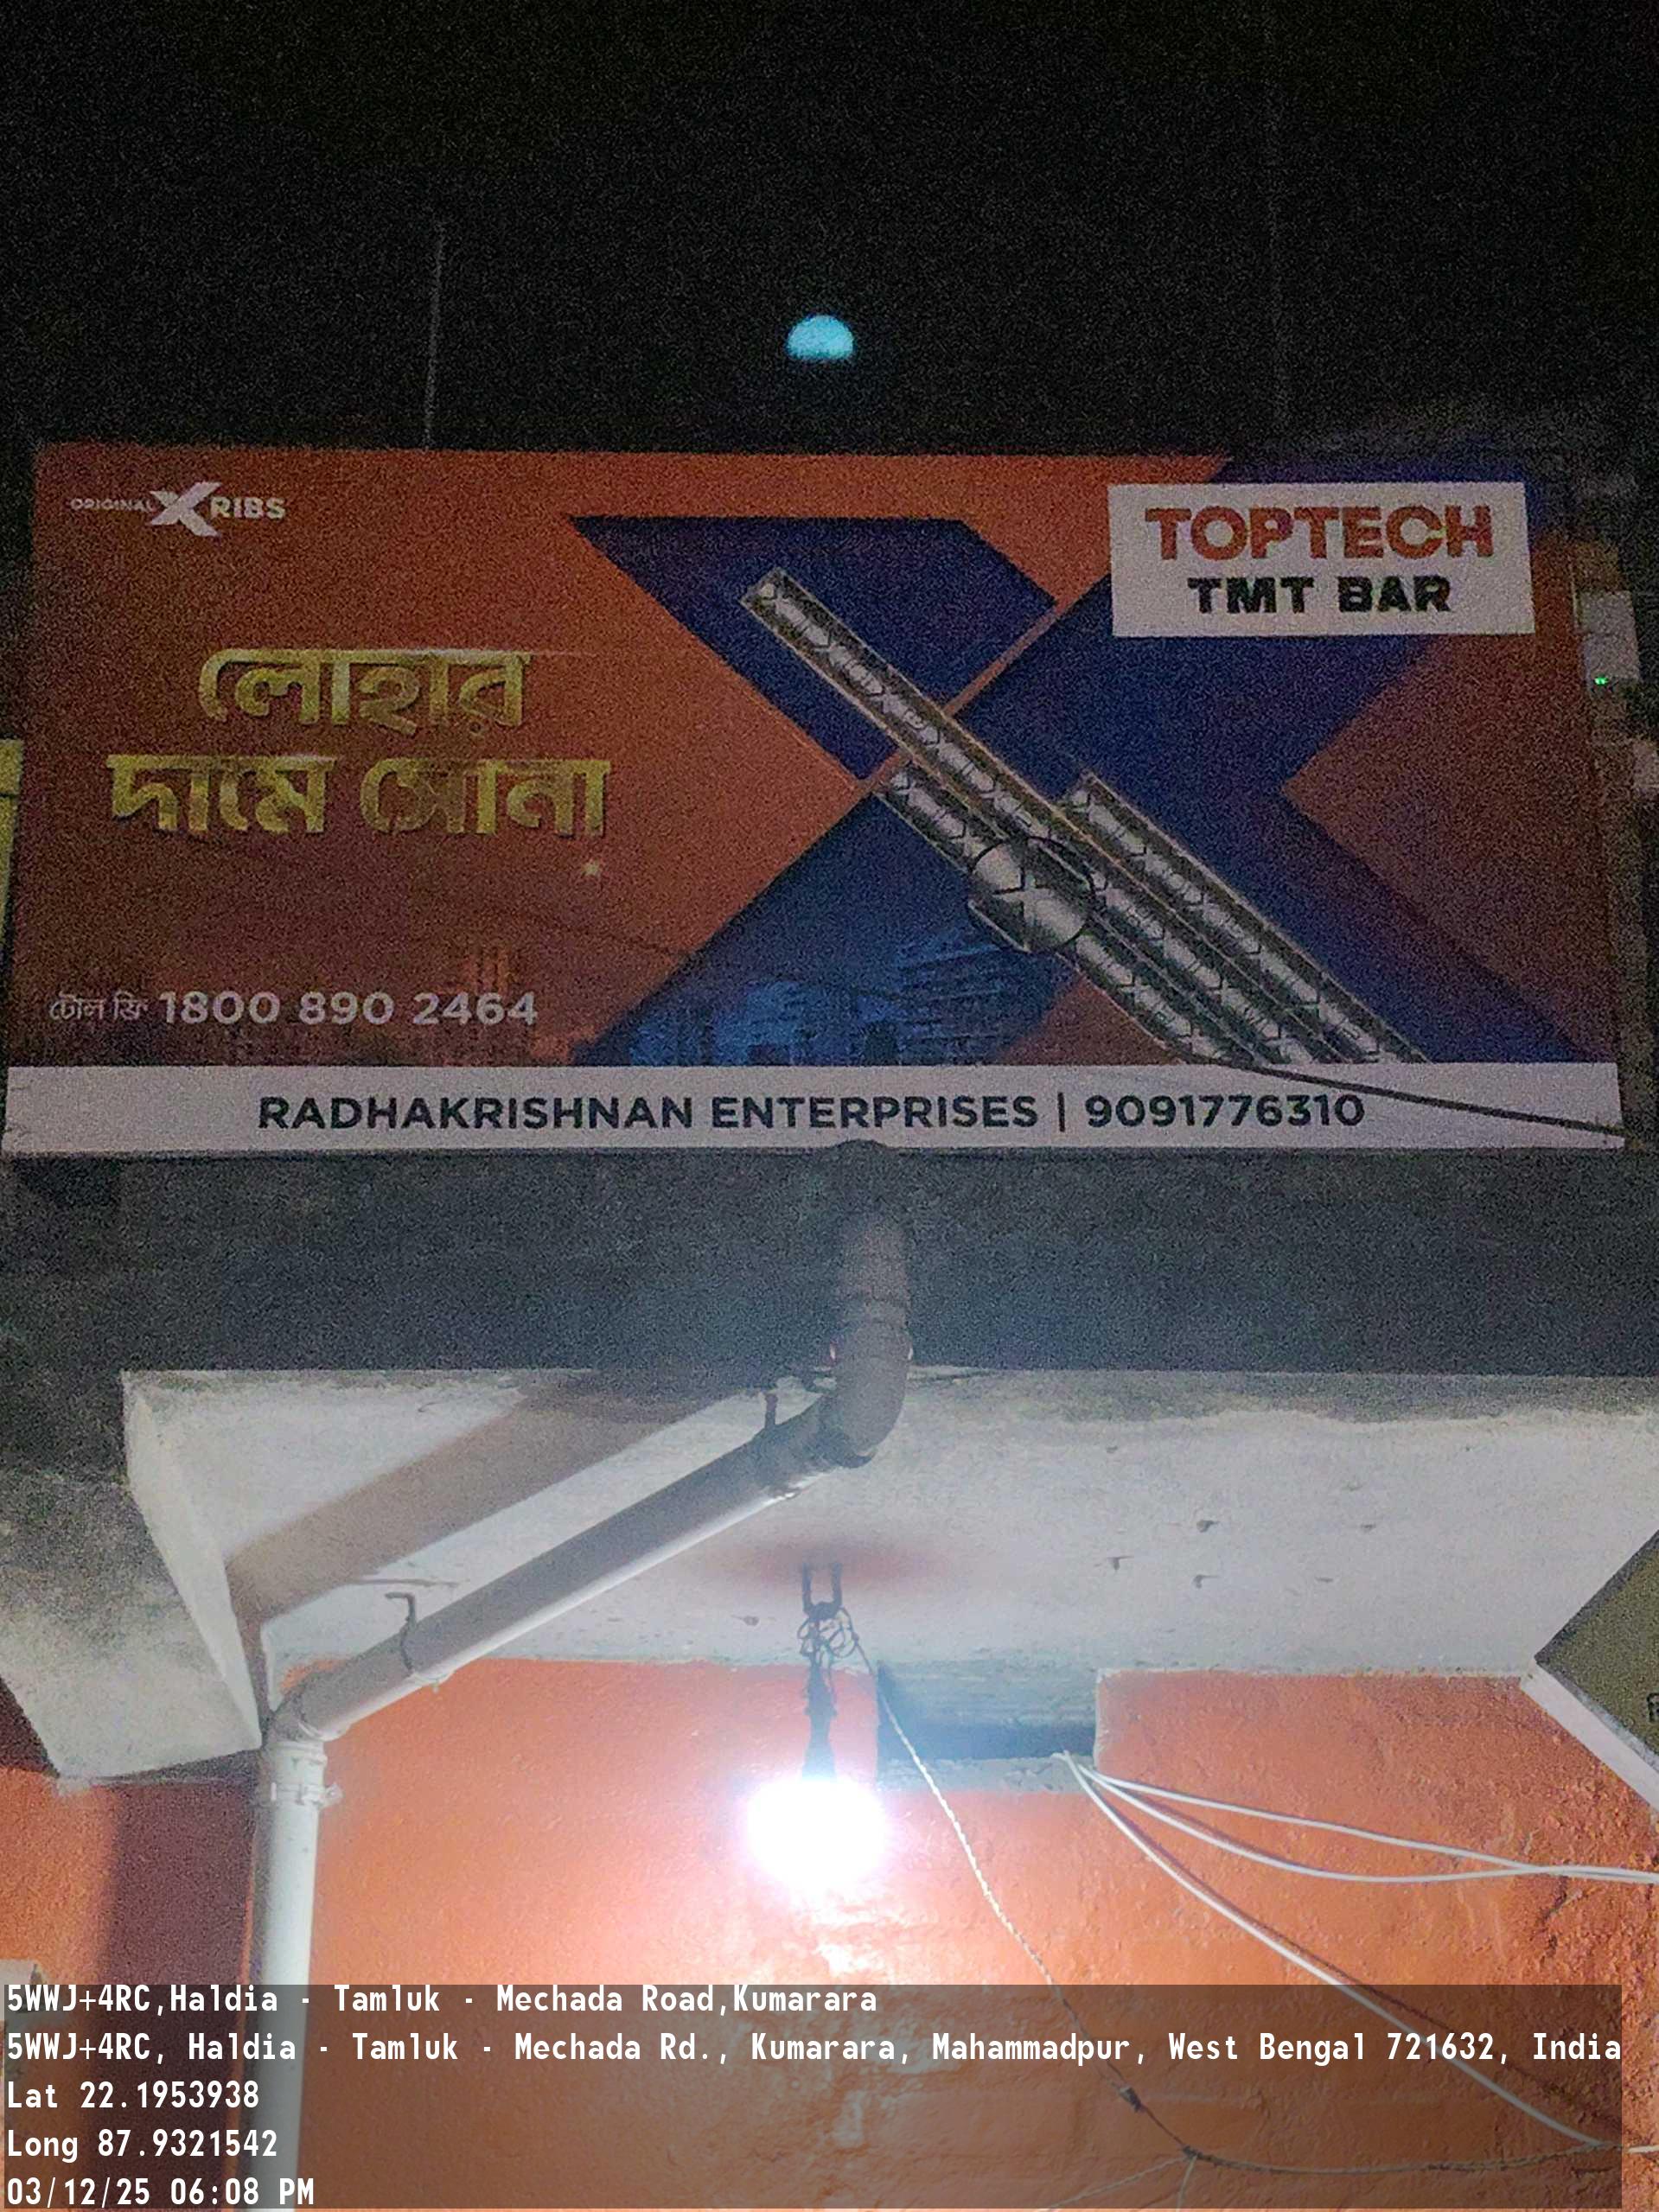 ORIGINAL X RIBS
TOPTECH
TMT BAR
লোহার
দামে সোনা
টোল ফ্রি 1800 890 2464
RADHAKRISHNAN ENTERPRISES | 9091776310
5WWJ+4RC,Haldia - Tamluk - Mechada Road,Kumarara
5WWJ+4RC, Haldia - Tamluk - Mechada Rd., Kumarara, Mahammadpur, West Bengal 721632, India
Lat 22.1953938
Long 87.9321542
03/12/25 06:08 PM